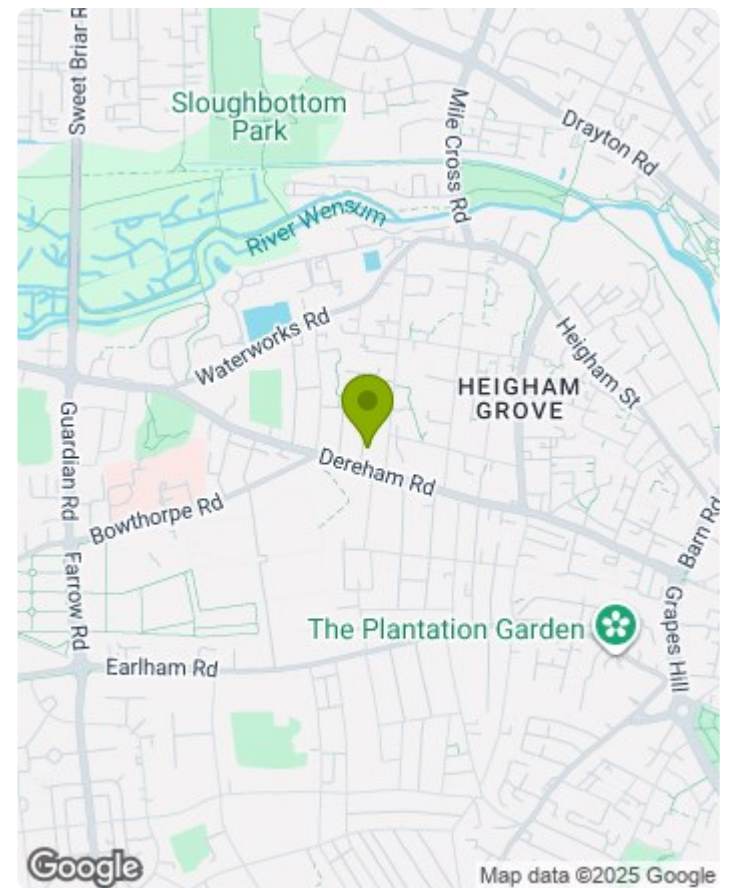 Sweet Briar R
Sloughbottom
Park
Mile Cross Rd
Drayton Rd
River Wensum
Waterworks Rd
Heigham St
HEIGHAM
GROVE
Guardian Rd
Dereham Rd
Bowthorpe Rd
Barn Rd
Farrow Rd
The Plantation Garden
Grapes Hill
Earlham Rd
Google
Map data ©2025 Google